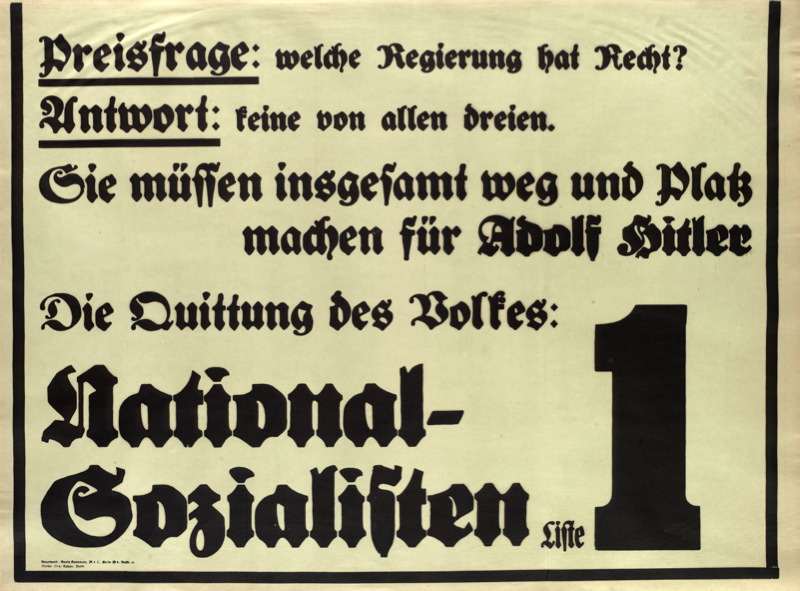 Preisfrage: welche Regierung hat Recht?
Antwort: keine von allen dreien.
Sie müssen insgesamt weg und Platz
machen für Adolf Hitler
Die Quittung des Volkes:
National-
Sozialisten
Liste 1